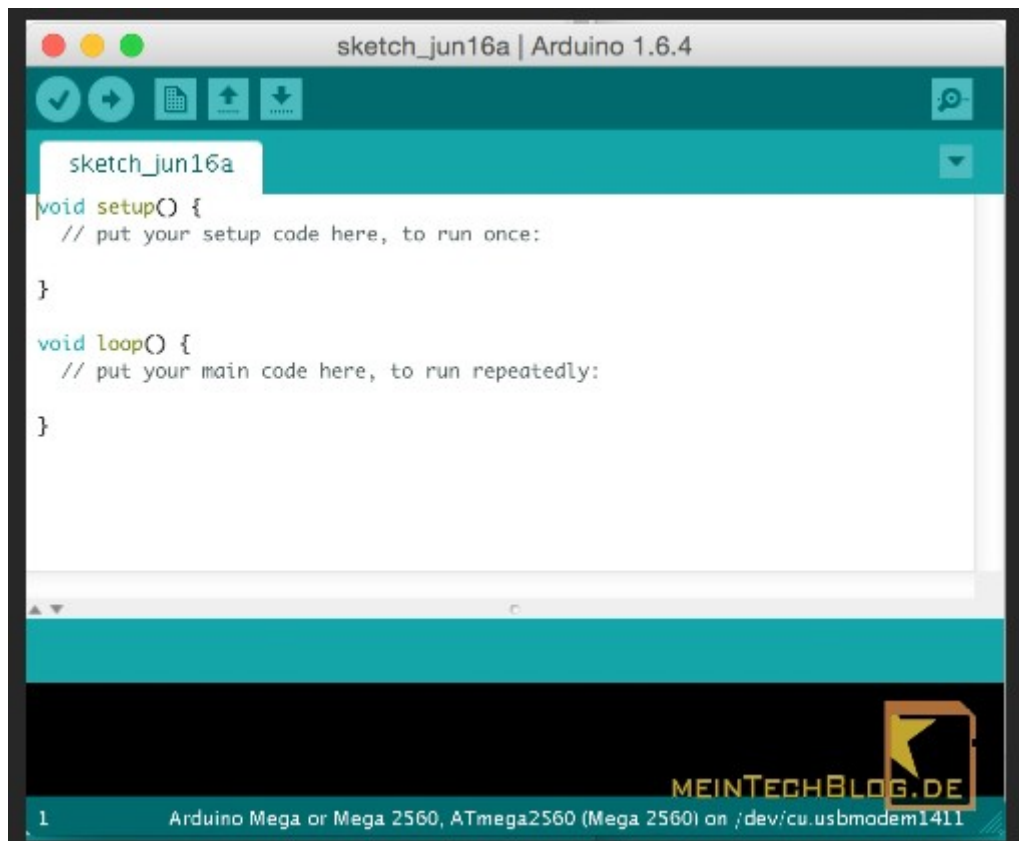 sketch_jun16a | Arduino 1.6.4
sketch_jun16a
void setup() {
  // put your setup code here, to run once:
}
void loop() {
  // put your main code here, to run repeatedly:
}
MEINTECHBLOG.DE
1 Arduino Mega or Mega 2560, ATmega2560 (Mega 2560) on /dev/cu.usbmodem1411